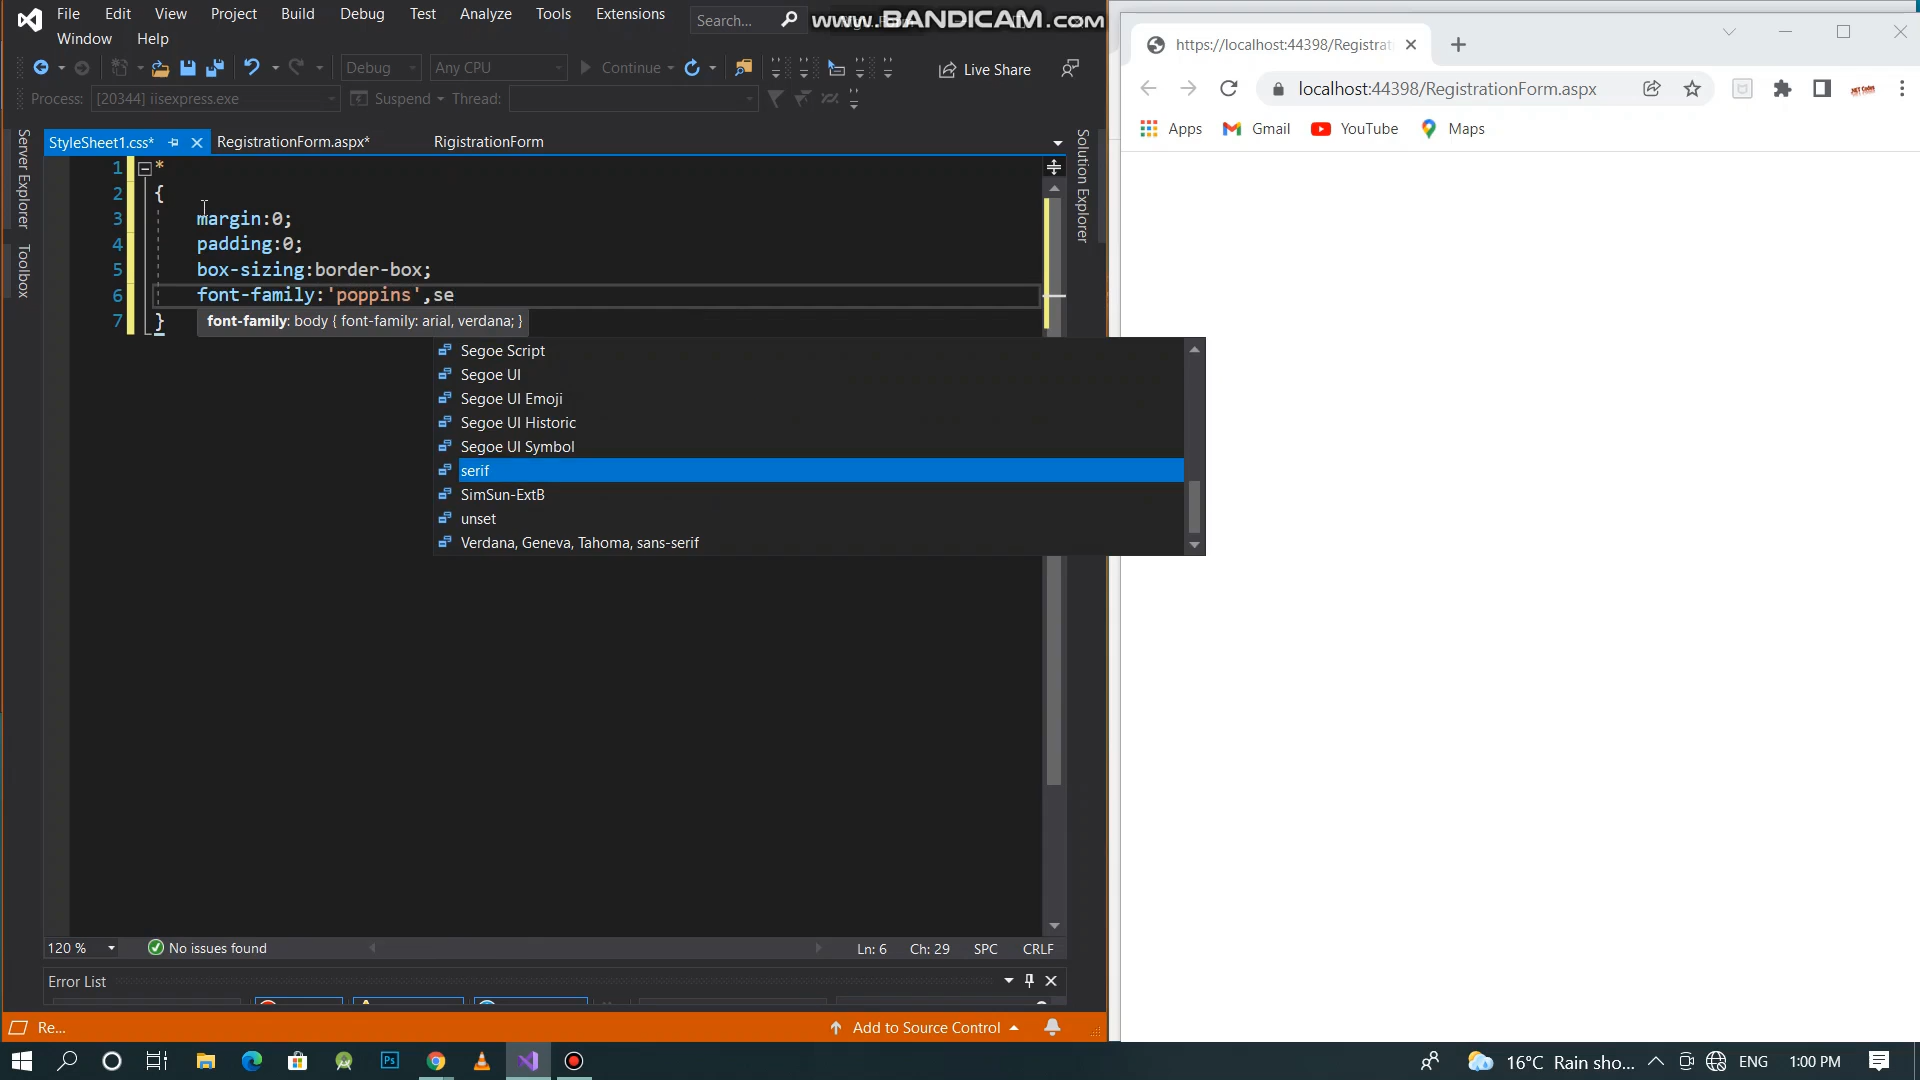 File Edit View Project Build Debug Test Analyze Tools Extensions
Search...
www.BANDICAM.com
Window Help
Debug Any CPU Continue Live Share
Process: [20344] iisexpress.exe Suspend Thread:
StyleSheet1.css* RegistrationForm.aspx* RigistrationForm
Server Explorer
Toolbox
Solution Explorer
1 *
2 {
3 margin:0;
4 padding:0;
5 box-sizing:border-box;
6 font-family:'poppins',se
7 }
font-family: body { font-family: arial, verdana; }
Segoe Script
Segoe UI
Segoe UI Emoji
Segoe UI Historic
Segoe UI Symbol
serif
SimSun-ExtB
unset
Verdana, Geneva, Tahoma, sans-serif
120 % No issues found Ln: 6 Ch: 29 SPC CRLF
Error List
Re... Add to Source Control
https://localhost:44398/Registrat
https://localhost:44398/RegistrationForm.aspx
Apps Gmail YouTube Maps
Ps
16°C Rain sho... ENG 1:00 PM